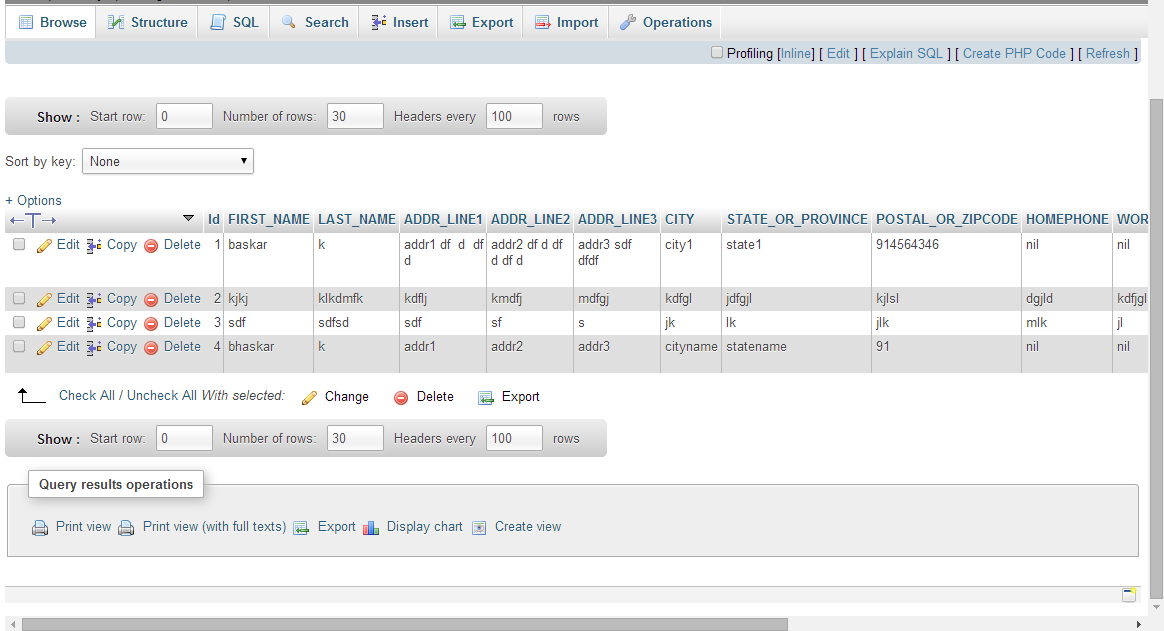 Browse Structure SQL Search Insert Export Import Operations
Profiling [Inline] [ Edit ] [ Explain SQL ] [ Create PHP Code ] [ Refresh ]
Show : Start row: 0 Number of rows: 30 Headers every 100 rows
Sort by key: None
+ Options
←T→ Id FIRST_NAME LAST_NAME ADDR_LINE1 ADDR_LINE2 ADDR_LINE3 CITY STATE_OR_PROVINCE POSTAL_OR_ZIPCODE HOMEPHONE WOR
Edit Copy Delete 1 baskar k addr1 df d df addr2 df d df addr3 sdf city1 state1 914564346 nil nil
d d df d dfdf
Edit Copy Delete 2 kjkj klkdmfk kdflj kmdfj mdfgj kdfgl jdfgjl kjlsl dgjld kdfjgl
Edit Copy Delete 3 sdf sdfsd sdf sf s jk lk jlk mlk jl
Edit Copy Delete 4 bhaskar k addr1 addr2 addr3 cityname statename 91 nil nil
Check All / Uncheck All With selected: Change Delete Export
Show : Start row: 0 Number of rows: 30 Headers every 100 rows
Query results operations
Print view Print view (with full texts) Export Display chart Create view